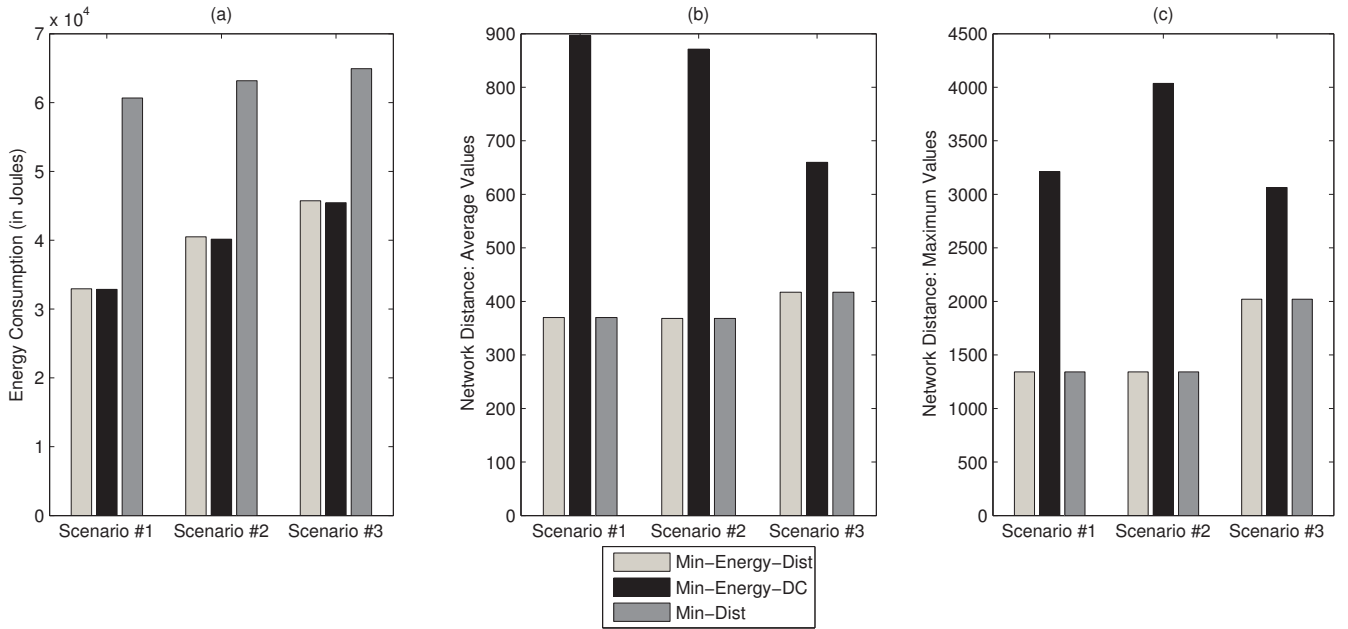 (a)
x 10^4
7
6
5
4
3
2
1
0
Energy Consumption (in Joules)
Scenario #1
Scenario #2
Scenario #3
(b)
900
800
700
600
500
400
300
200
100
0
Network Distance: Average Values
Scenario #1
Scenario #2
Scenario #3
(c)
4500
4000
3500
3000
2500
2000
1500
1000
500
0
Network Distance: Maximum Values
Scenario #1
Scenario #2
Scenario #3
Min−Energy−Dist
Min−Energy−DC
Min−Dist